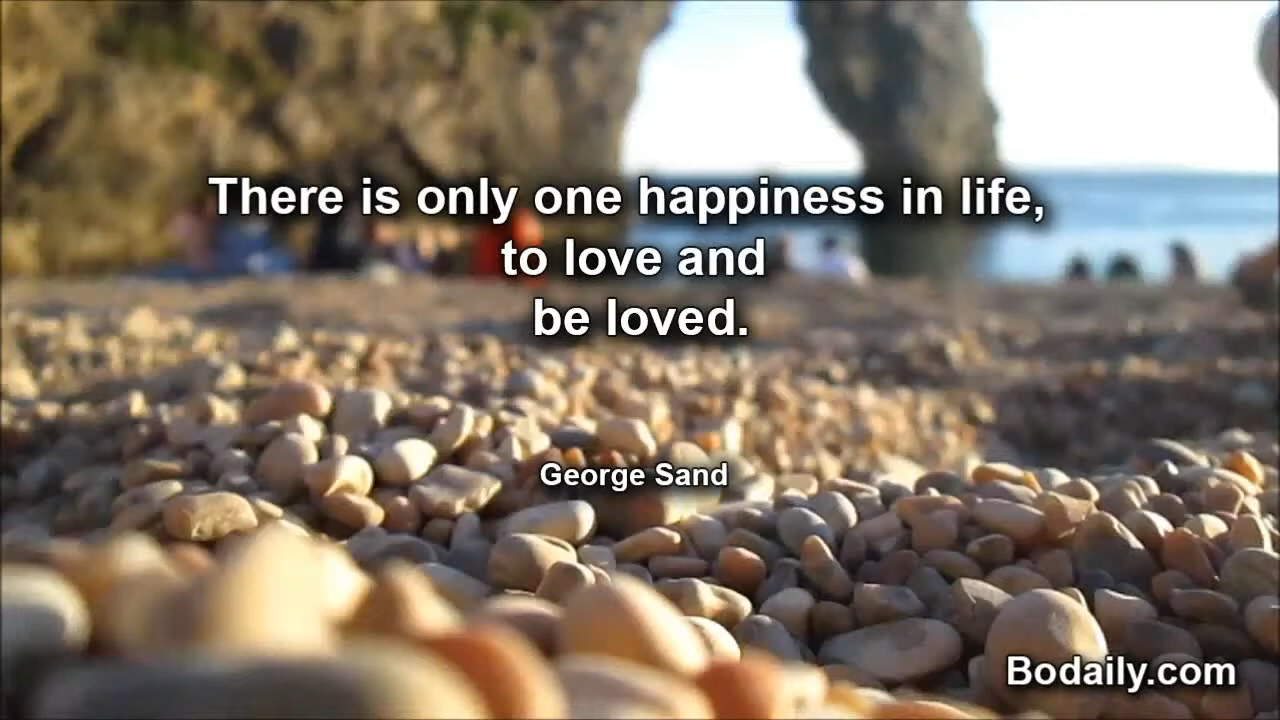 There is only one happiness in life,
to love and
be loved.
George Sand
Bodaily.com